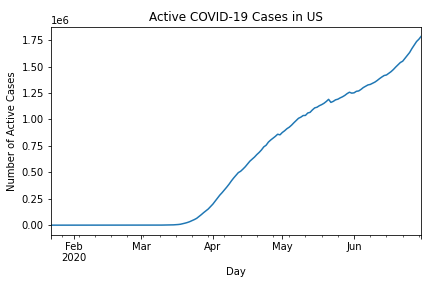 Active COVID-19 Cases in US
1e6
1.75
1.50
1.25
1.00
0.75
0.50
0.25
0.00
Number of Active Cases
Feb Mar Apr May Jun
2020
Day